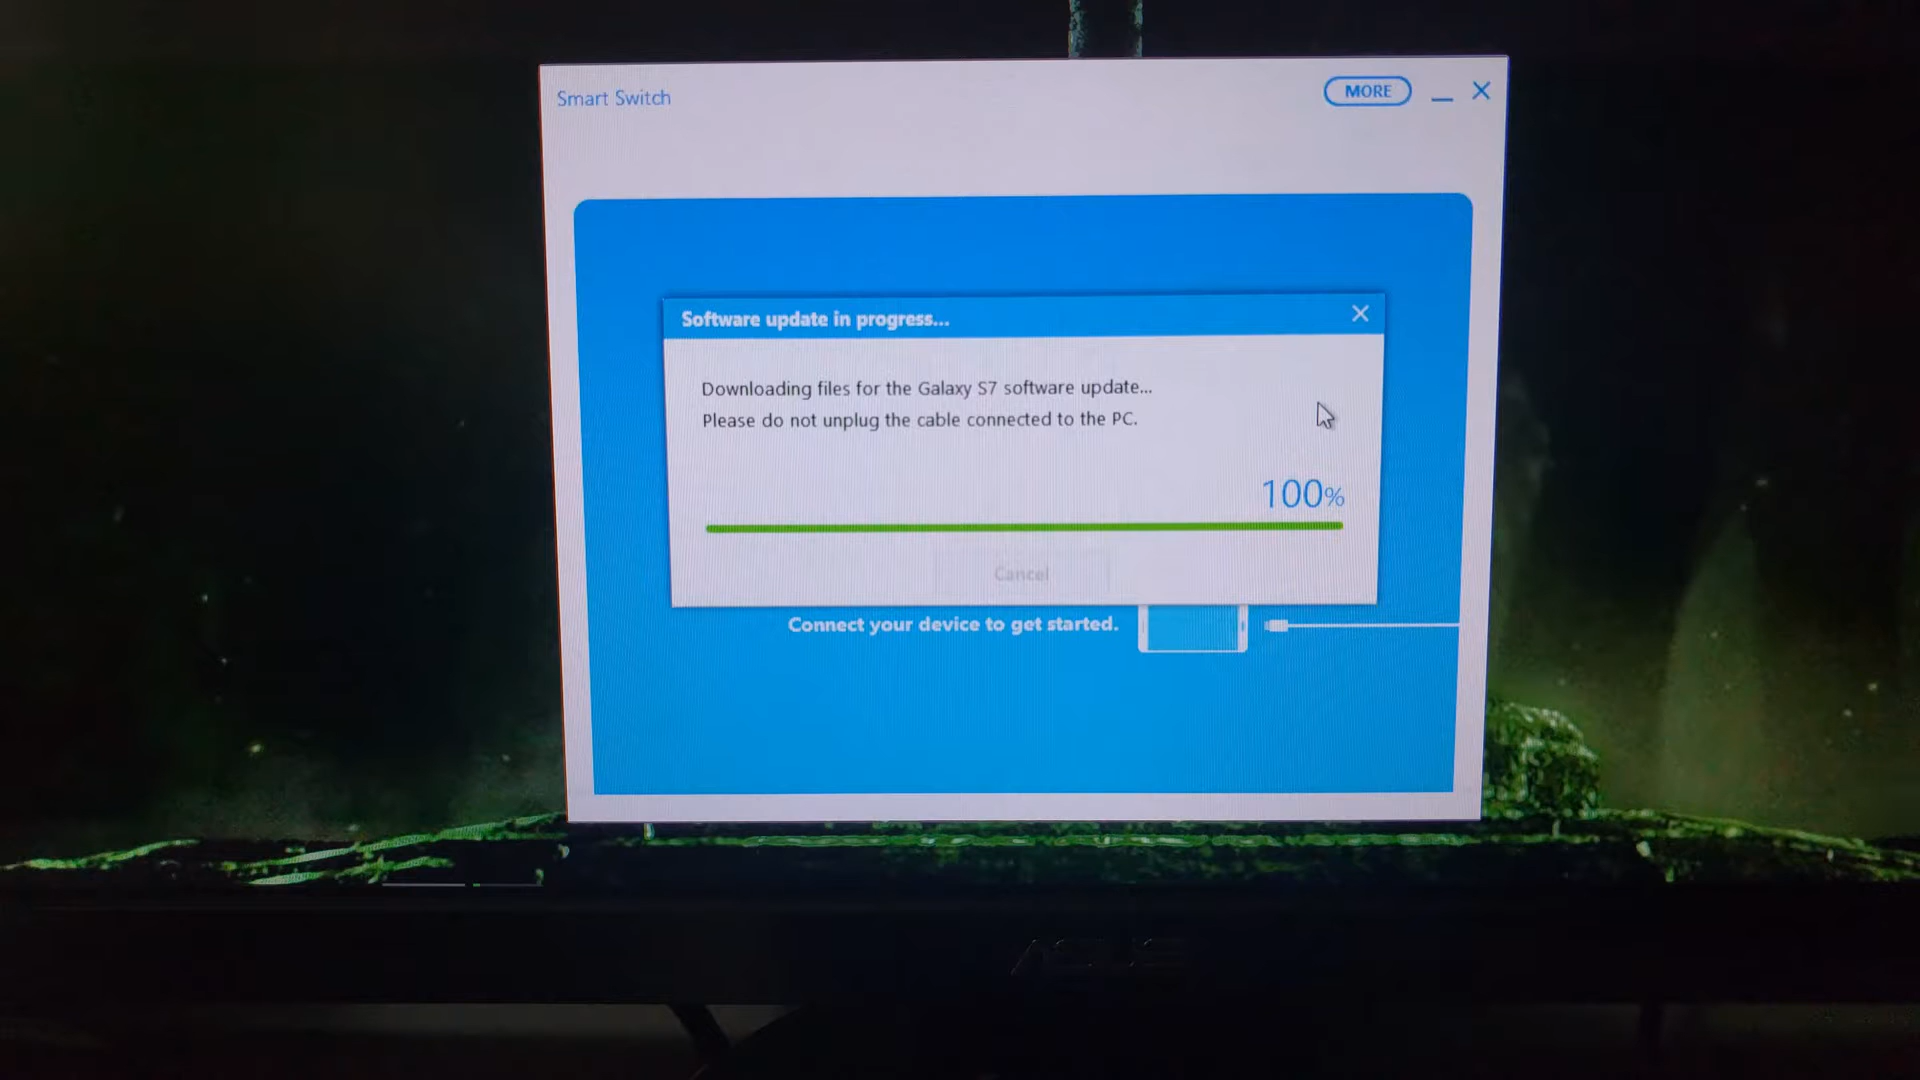 Smart Switch
MORE
Software update in progress...
Downloading files for the Galaxy S7 software update...
Please do not unplug the cable connected to the PC.
100%
Cancel
Connect your device to get started.
ASUS